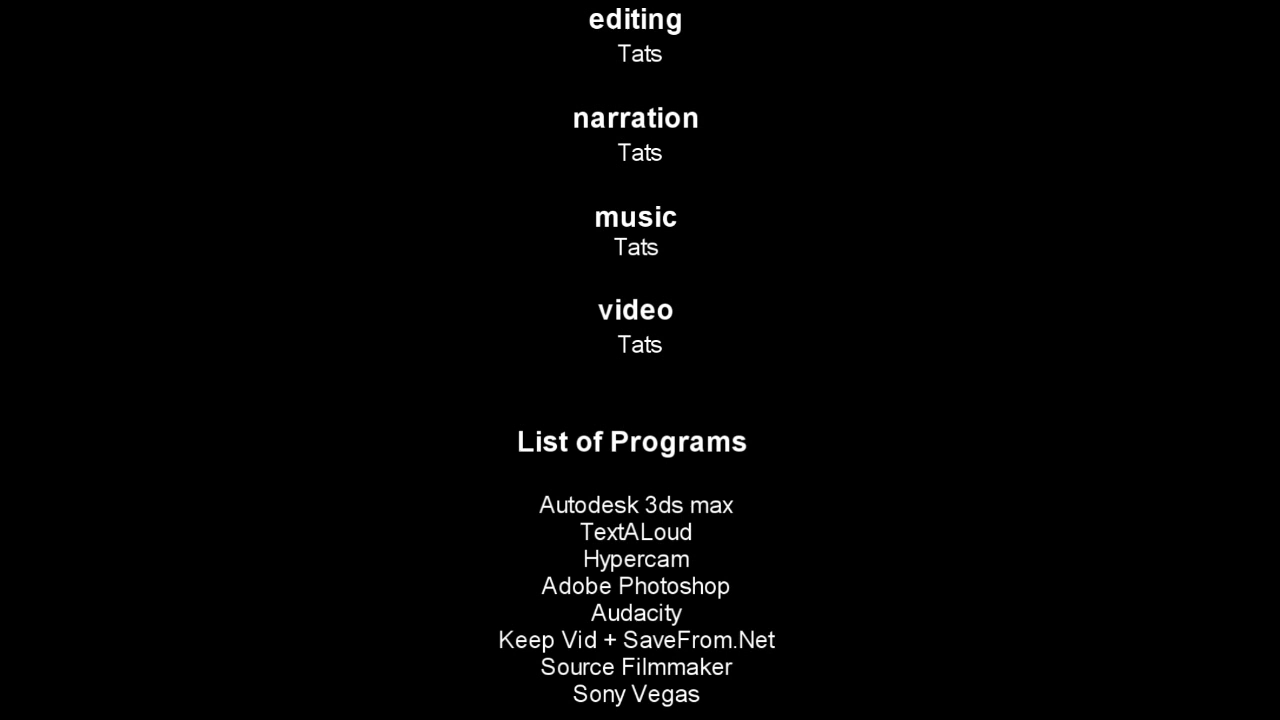 editing
Tats
narration
Tats
music
Tats
video
Tats
List of Programs
Autodesk 3ds max
TextALoud
Hypercam
Adobe Photoshop
Audacity
Keep Vid + SaveFrom.Net
Source Filmmaker
Sony Vegas